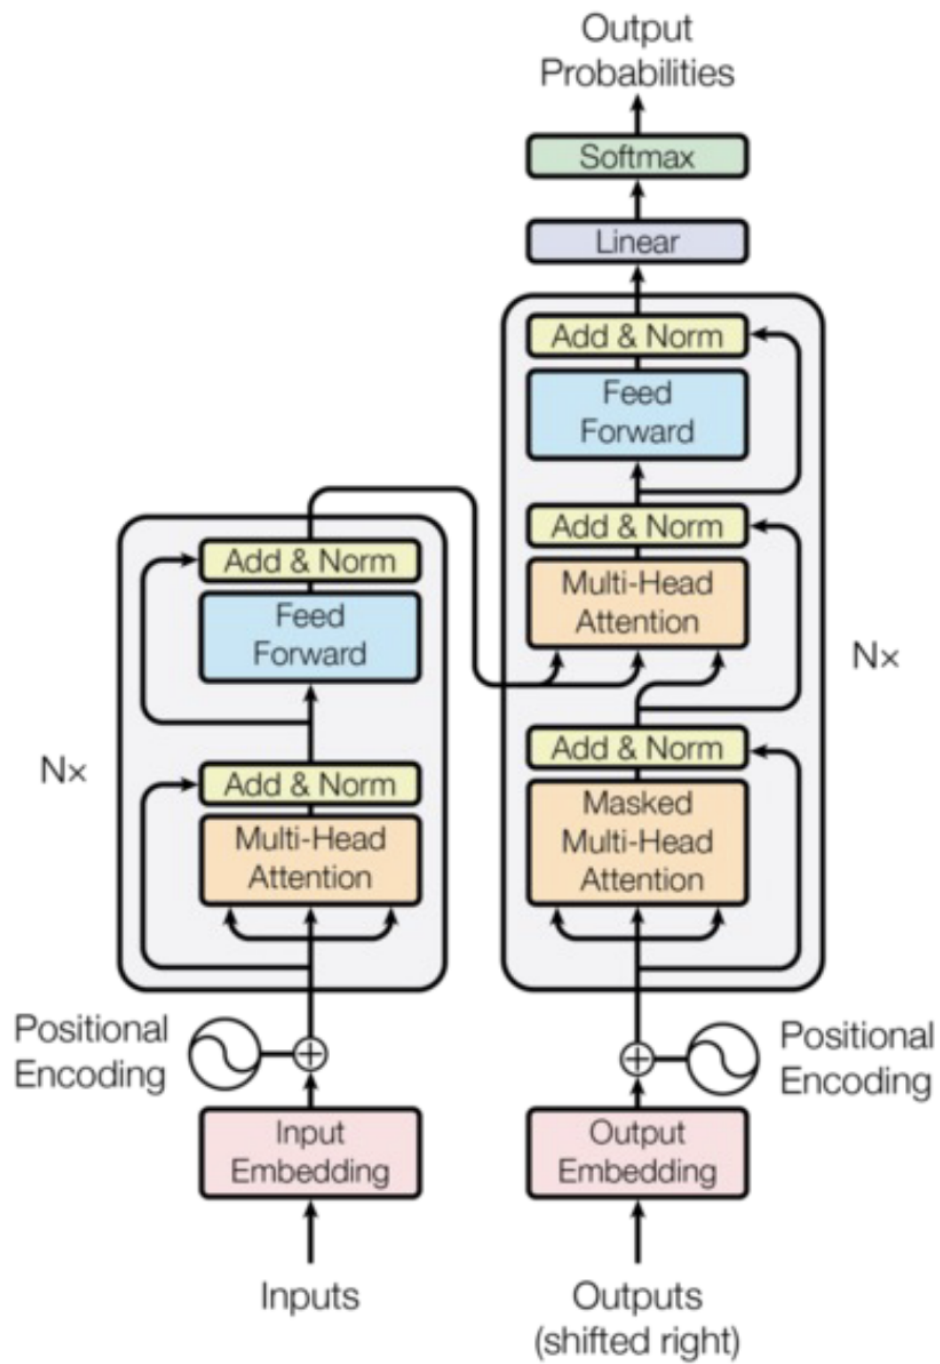 Output
Probabilities
Softmax
Linear
Add & Norm
Feed
Forward
Add & Norm
Multi-Head
Attention
Nx
Add & Norm
Masked
Multi-Head
Attention
Add & Norm
Feed
Forward
Nx
Add & Norm
Multi-Head
Attention
Positional
Encoding
Positional
Encoding
Input
Embedding
Output
Embedding
Inputs
Outputs
(shifted right)